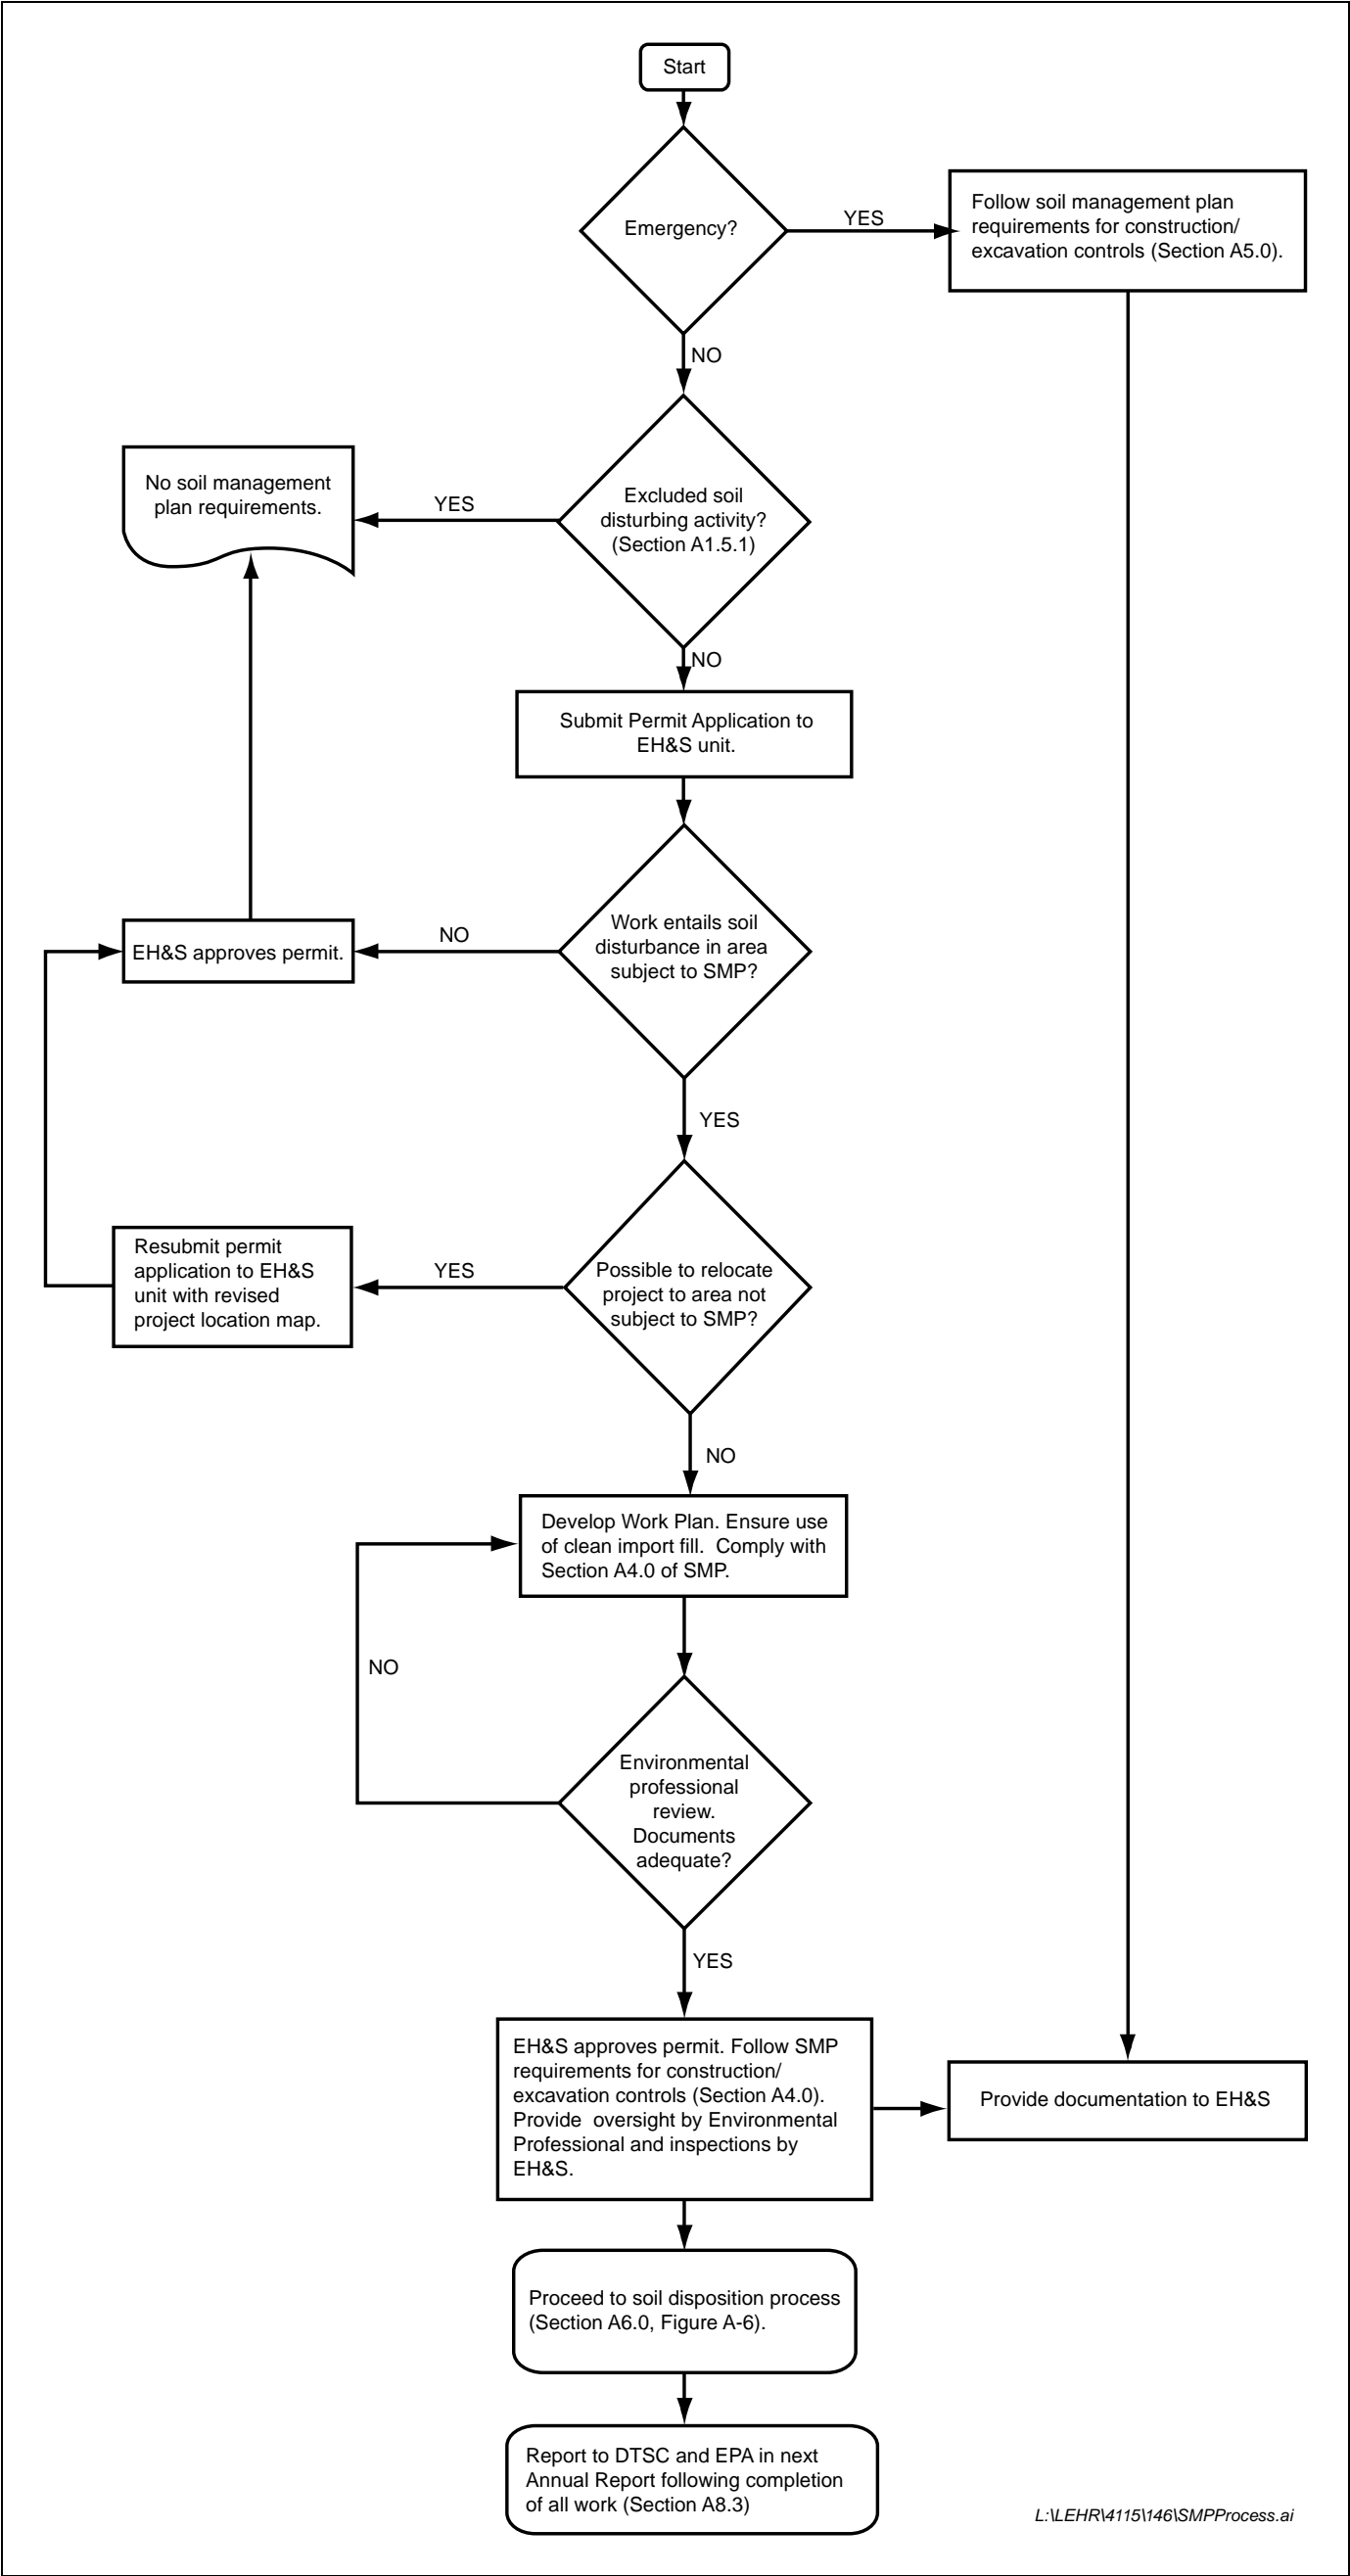 Start
Emergency?
YES
Follow soil management plan
requirements for construction/
excavation controls (Section A5.0).
NO
No soil management
plan requirements.
YES
Excluded soil
disturbing activity?
(Section A1.5.1)
NO
Submit Permit Application to
EH&S unit.
EH&S approves permit.
NO
Work entails soil
disturbance in area
subject to SMP?
YES
Resubmit permit
application to EH&S
unit with revised
project location map.
YES
Possible to relocate
project to area not
subject to SMP?
NO
Develop Work Plan. Ensure use
of clean import fill.  Comply with
Section A4.0 of SMP.
NO
Environmental
professional
review.
Documents
adequate?
YES
EH&S approves permit. Follow SMP
requirements for construction/
excavation controls (Section A4.0).
Provide  oversight by Environmental
Professional and inspections by
EH&S.
Provide documentation to EH&S
Proceed to soil disposition process
(Section A6.0, Figure A-6).
Report to DTSC and EPA in next
Annual Report following completion
of all work (Section A8.3)
L:\LEHR\4115\146\SMPProcess.ai